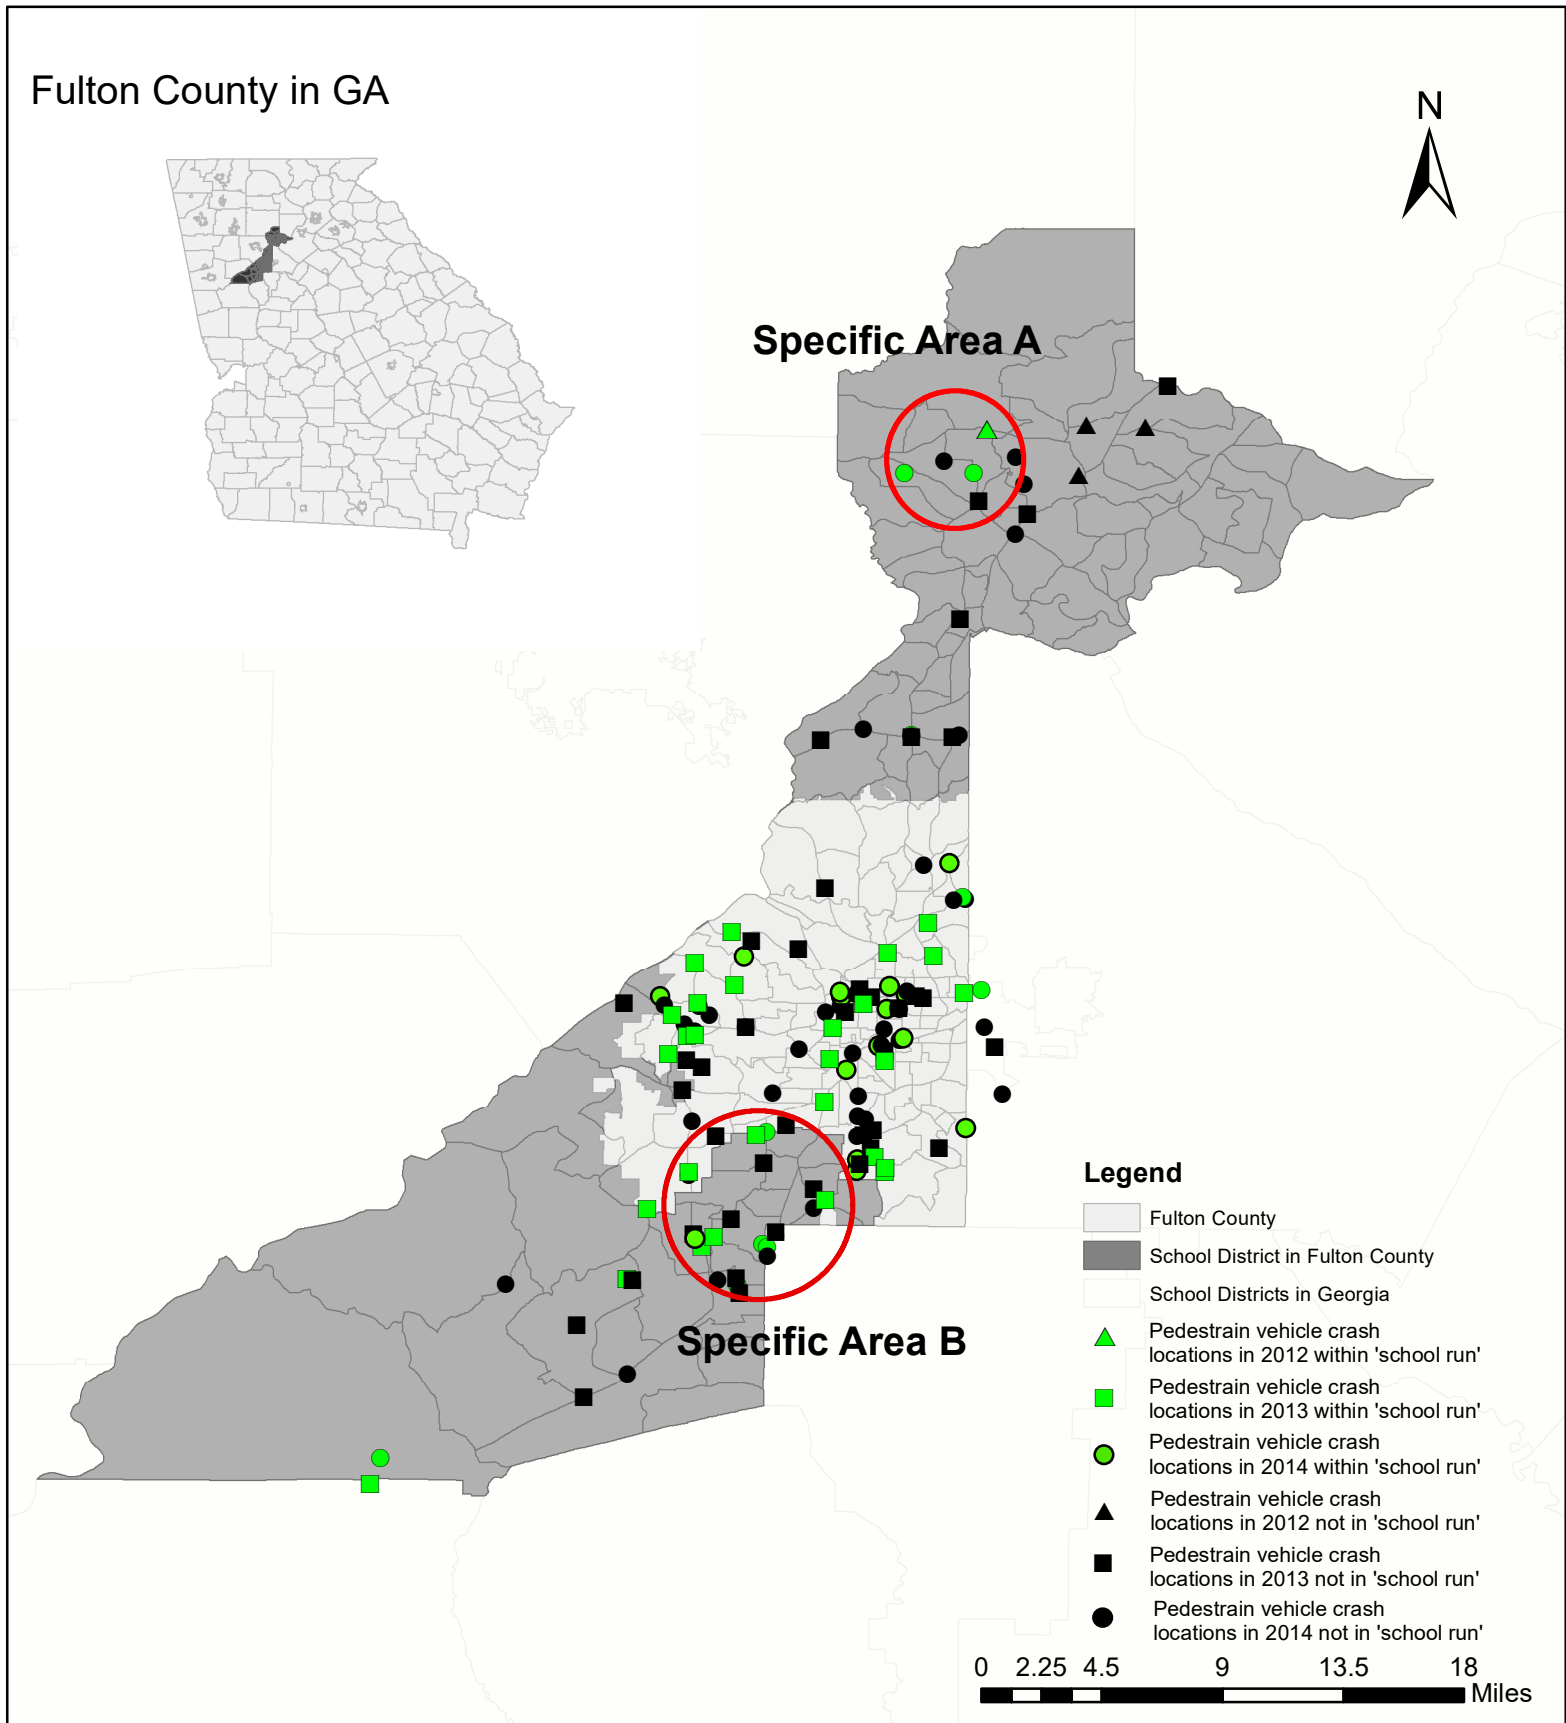 Fulton County in GA
N
Specific Area A
Specific Area B
Legend
Fulton County
School District in Fulton County
School Districts in Georgia
Pedestrain vehicle crash
locations in 2012 within 'school run'
Pedestrain vehicle crash
locations in 2013 within 'school run'
Pedestrain vehicle crash
locations in 2014 within 'school run'
Pedestrain vehicle crash
locations in 2012 not in 'school run'
Pedestrain vehicle crash
locations in 2013 not in 'school run'
Pedestrain vehicle crash
locations in 2014 not in 'school run'
0 2.25 4.5 9 13.5 18
Miles